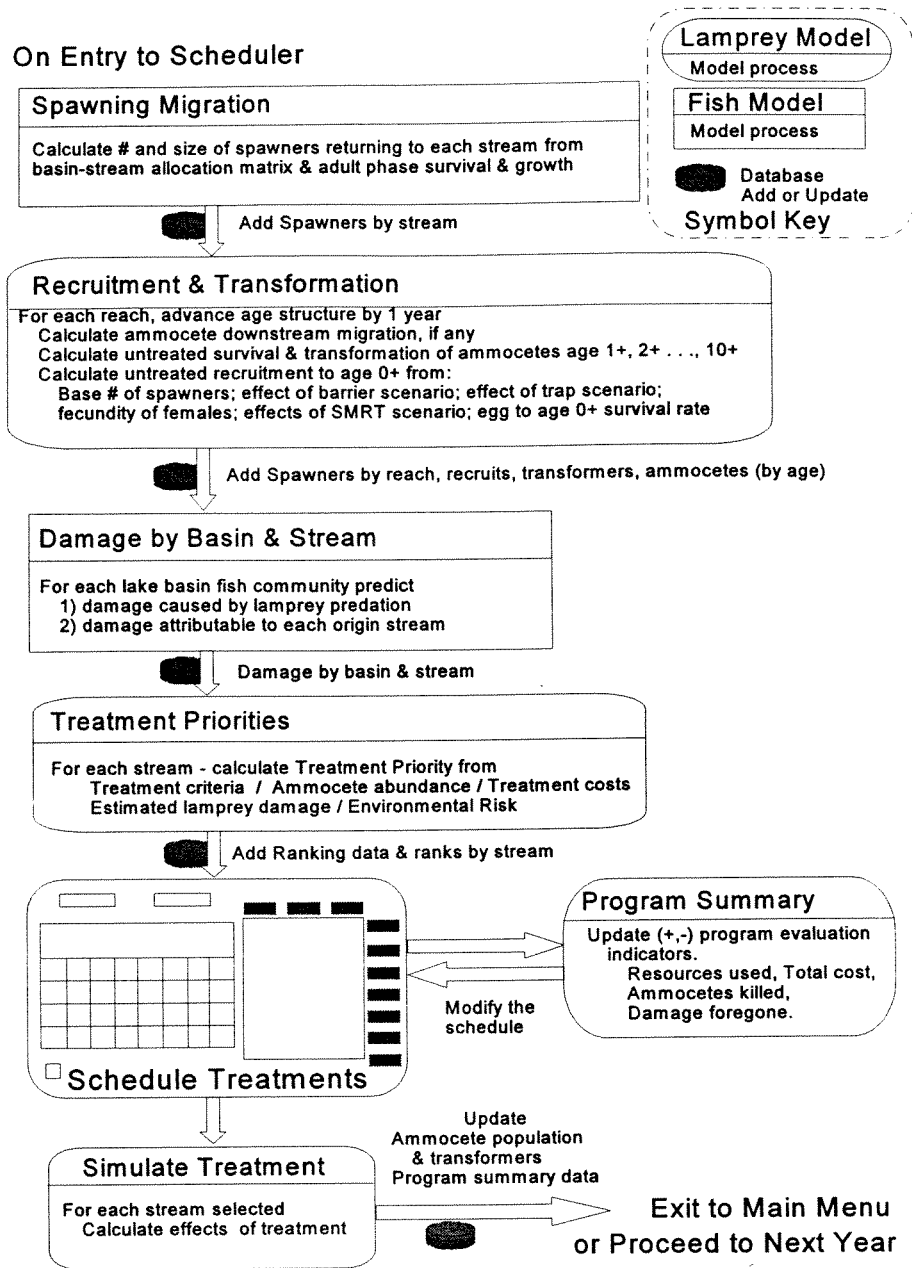 On Entry to Scheduler
Lamprey Model
Model process
Fish Model
Model process
Database
Add or Update
Symbol Key
Spawning Migration
Calculate # and size of spawners returning to each stream from
basin-stream allocation matrix & adult phase survival & growth
Add Spawners by stream
Recruitment & Transformation
For each reach, advance age structure by 1 year
Calculate ammocete downstream migration, if any
Calculate untreated survival & transformation of ammocetes age 1+, 2+ . . ., 10+
Calculate untreated recruitment to age 0+ from:
Base # of spawners; effect of barrier scenario; effect of trap scenario;
fecundity of females; effects of SMRT scenario; egg to age 0+ survival rate
Add Spawners by reach, recruits, transformers, ammocetes (by age)
Damage by Basin & Stream
For each lake basin fish community predict
1) damage caused by lamprey predation
2) damage attributable to each origin stream
Damage by basin & stream
Treatment Priorities
For each stream - calculate Treatment Priority from
Treatment criteria / Ammocete abundance / Treatment costs
Estimated lamprey damage / Environmental Risk
Add Ranking data & ranks by stream
Schedule Treatments
Modify the
schedule
Program Summary
Update (+,-) program evaluation
indicators.
Resources used, Total cost,
Ammocetes killed,
Damage foregone.
Simulate Treatment
For each stream selected
Calculate effects of treatment
Update
Ammocete population
& transformers
Program summary data
Exit to Main Menu
or Proceed to Next Year